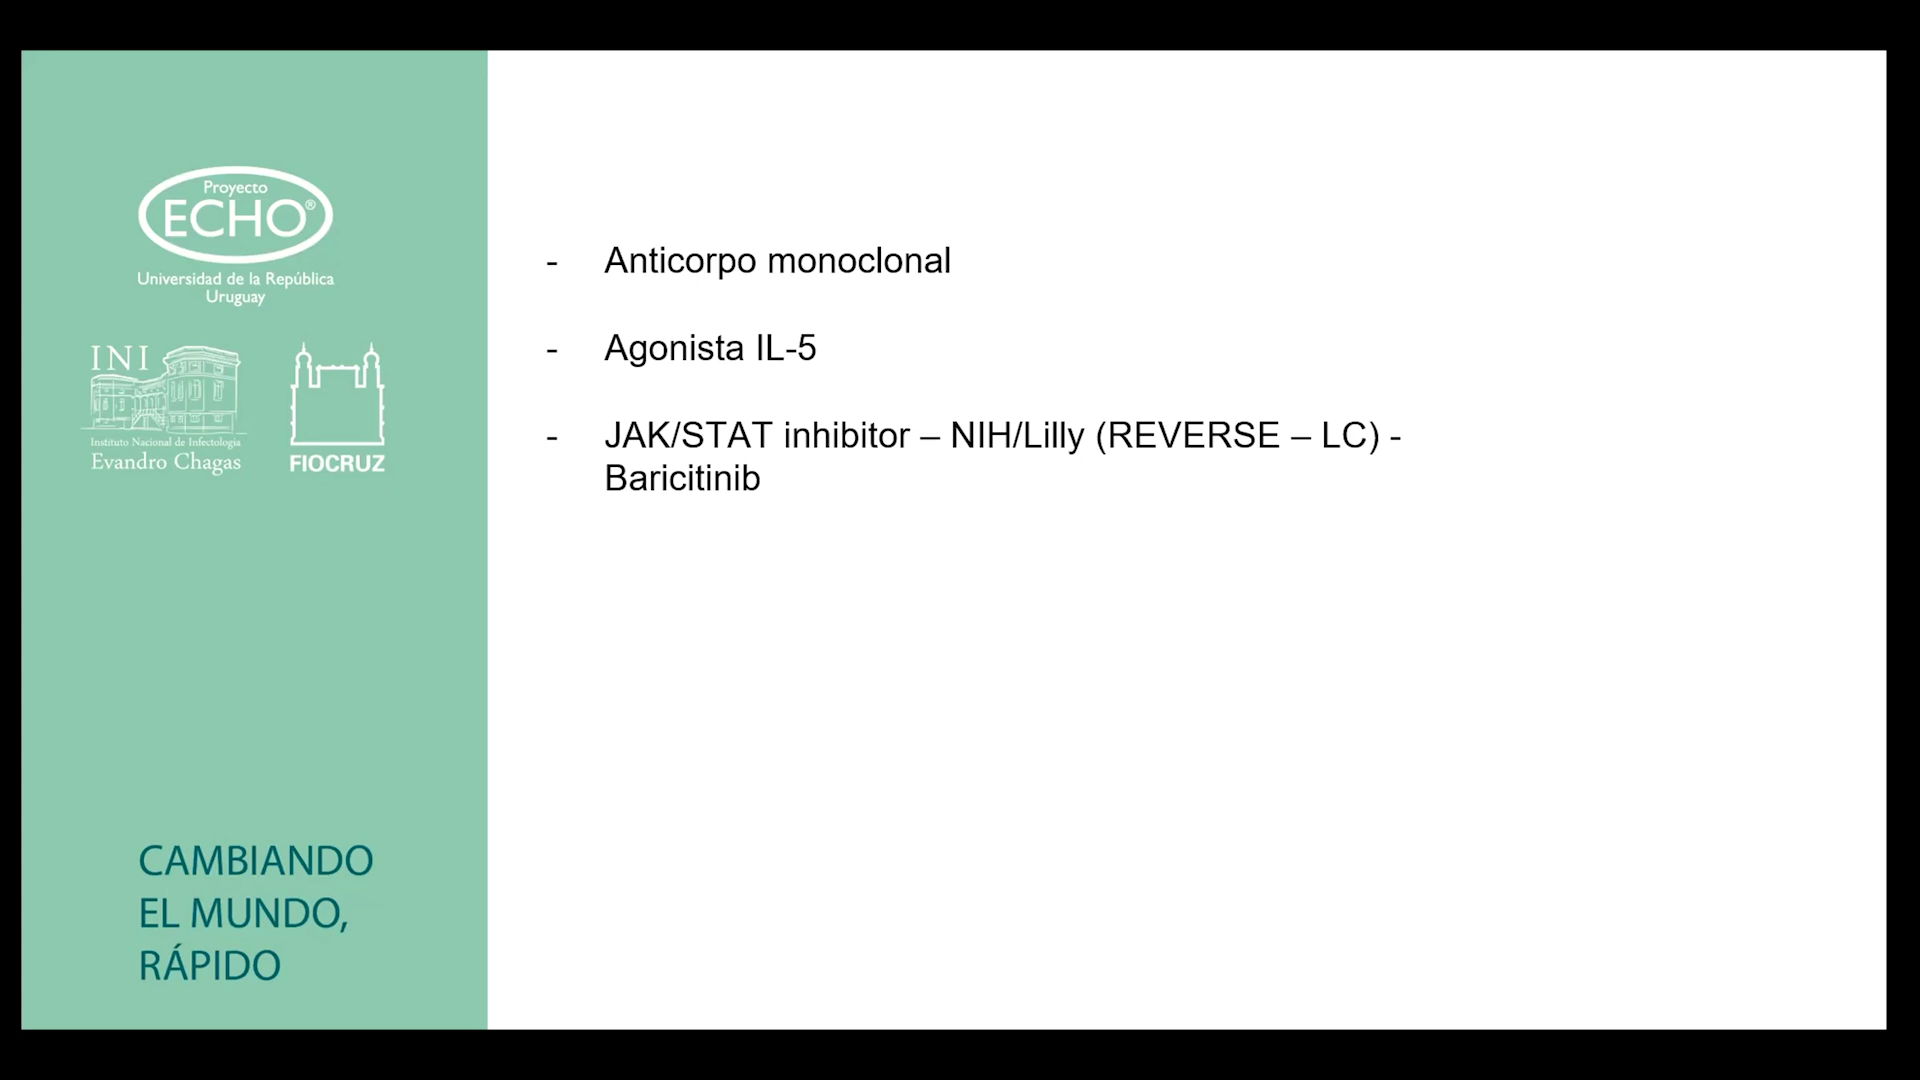 Proyecto
ECHO®
Universidad de la República
Uruguay
INI
Instituto Nacional de Infectologia
Evandro Chagas
FIOCRUZ
CAMBIANDO
EL MUNDO,
RÁPIDO
- Anticorpo monoclonal
- Agonista IL-5
- JAK/STAT inhibitor – NIH/Lilly (REVERSE – LC) -
Baricitinib